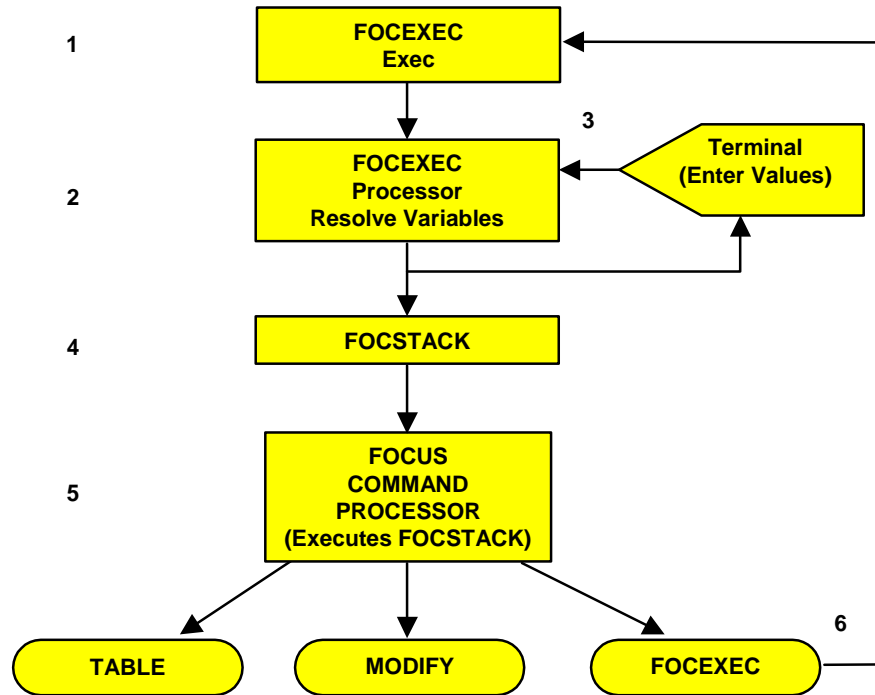 1
FOCEXEC
Exec
3
Terminal
(Enter Values)
2
FOCEXEC
Processor
Resolve Variables
4
FOCSTACK
5
FOCUS
COMMAND
PROCESSOR
(Executes FOCSTACK)
6
TABLE
MODIFY
FOCEXEC